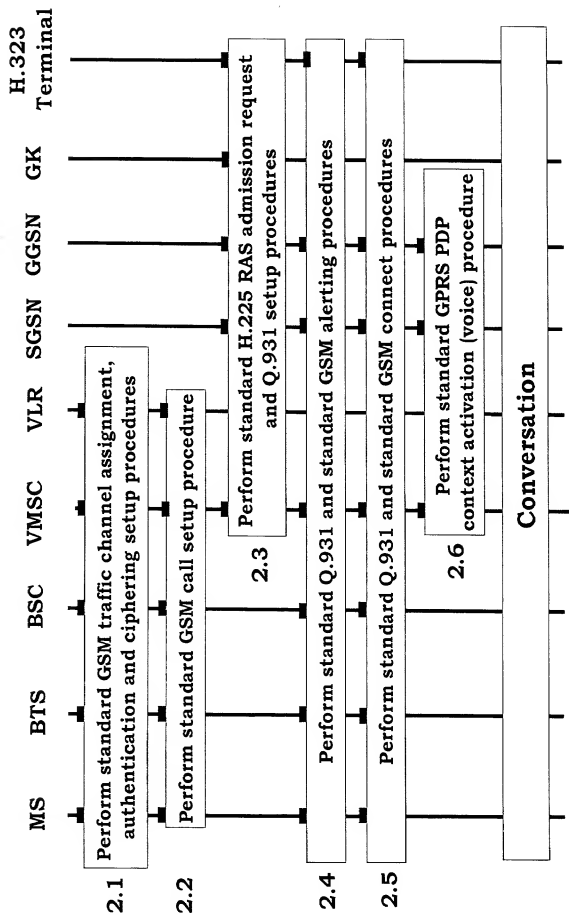 MS BTS BSC VMSC VLR SGSN GGSN GK H.323
Terminal
2.1
Perform standard GSM traffic channel assignment,
authentication and ciphering setup procedures
2.2
Perform standard GSM call setup procedure
2.3
Perform standard H.225 RAS admission request
and Q.931 setup procedures
2.4
Perform standard Q.931 and standard GSM alerting procedures
2.5
Perform standard Q.931 and standard GSM connect procedures
2.6
Perform standard GPRS PDP
context activation (voice) procedure
Conversation